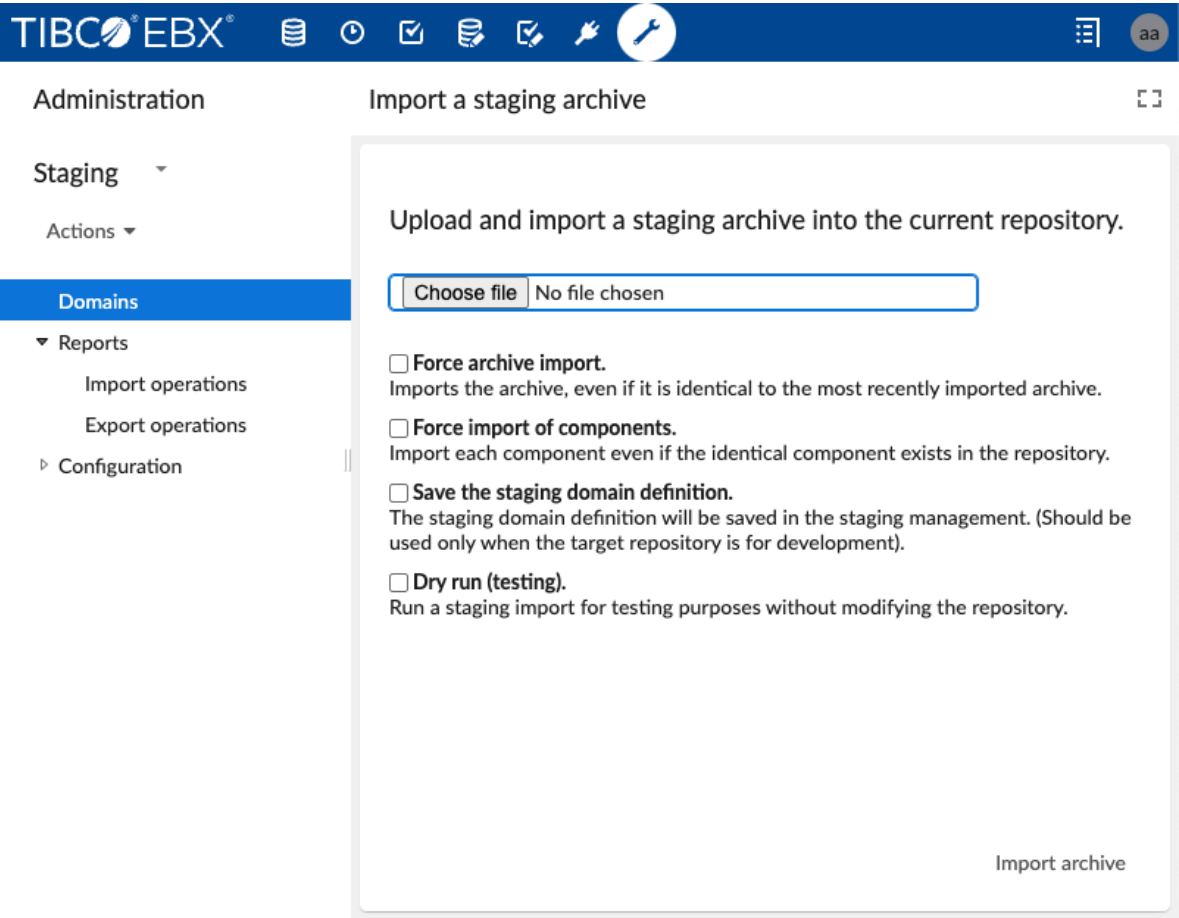 TIBCO® EBX®
aa
Administration
Import a staging archive
Staging
Actions
Domains
Reports
Import operations
Export operations
Configuration
Upload and import a staging archive into the current repository.
Choose file No file chosen
Force archive import.
Imports the archive, even if it is identical to the most recently imported archive.
Force import of components.
Import each component even if the identical component exists in the repository.
Save the staging domain definition.
The staging domain definition will be saved in the staging management. (Should be
used only when the target repository is for development).
Dry run (testing).
Run a staging import for testing purposes without modifying the repository.
Import archive